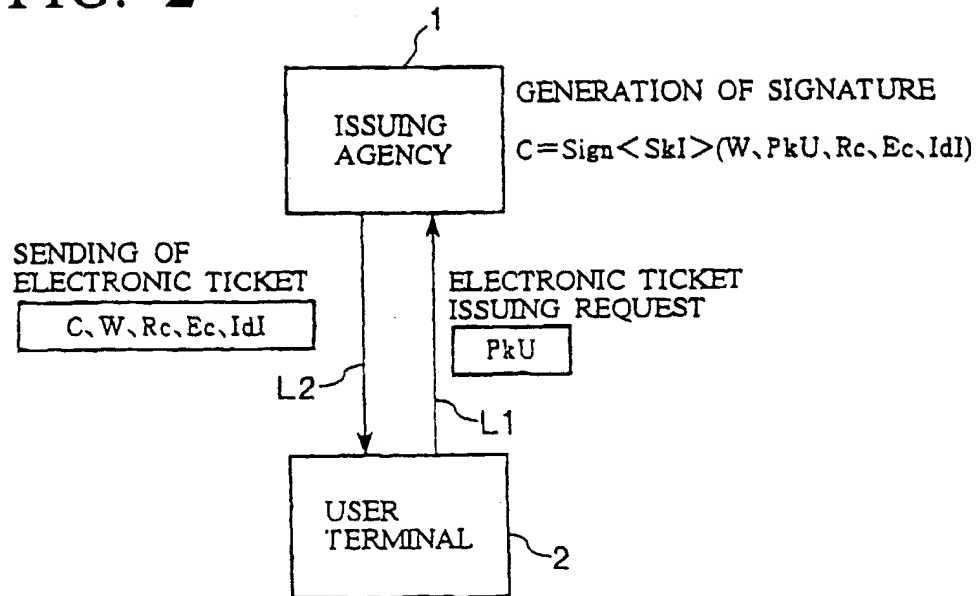 FIG. 2
1
ISSUING
AGENCY
GENERATION OF SIGNATURE
C=Sign<SkI>(W、PkU、Rc、Ec、IdI)
SENDING OF
ELECTRONIC TICKET
C、W、Rc、Ec、IdI
ELECTRONIC TICKET
ISSUING REQUEST
PkU
L2
L1
USER
TERMINAL
2